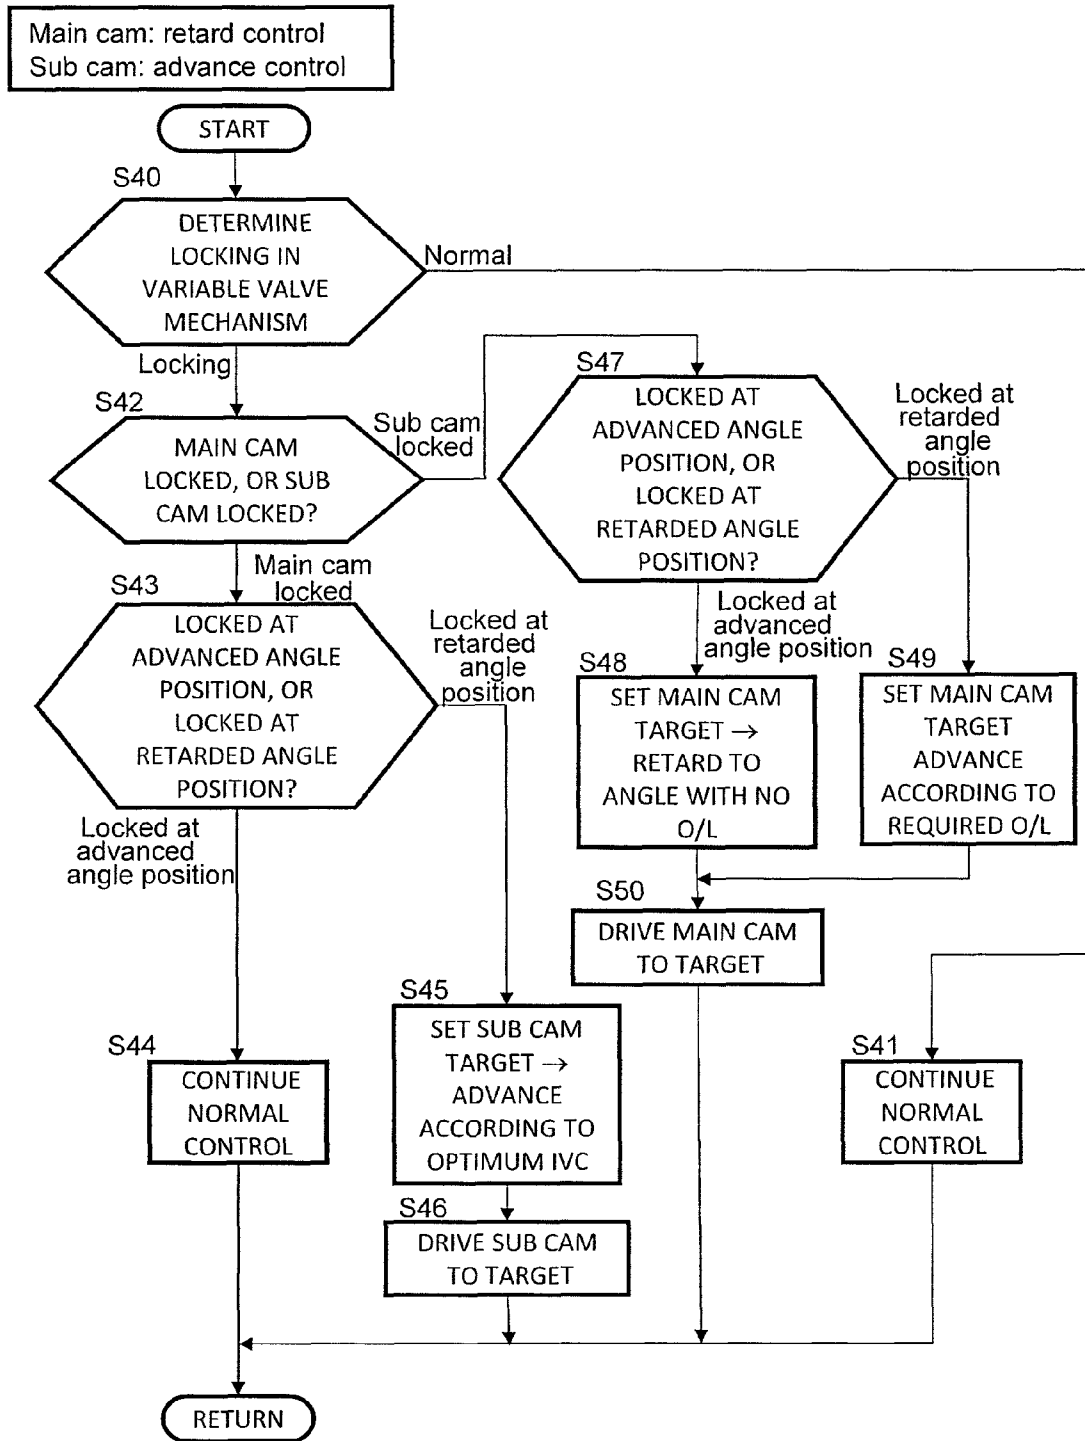 Main cam: retard control
Sub cam: advance control
START
S40
DETERMINE
LOCKING IN
VARIABLE VALVE
MECHANISM
Normal
Locking
S42
MAIN CAM
LOCKED, OR SUB
CAM LOCKED?
Sub cam
locked
S47
LOCKED AT
ADVANCED ANGLE
POSITION, OR
LOCKED AT
RETARDED ANGLE
POSITION?
Locked at
retarded
angle
position
Main cam
locked
S43
LOCKED AT
ADVANCED ANGLE
POSITION, OR
LOCKED AT
RETARDED ANGLE
POSITION?
Locked at
retarded
angle
position
Locked at
advanced
angle position
S48
SET MAIN CAM
TARGET →
RETARD TO
ANGLE WITH NO
O/L
S49
SET MAIN CAM
TARGET
ADVANCE
ACCORDING TO
REQUIRED O/L
Locked at
advanced
angle position
S50
DRIVE MAIN CAM
TO TARGET
S45
SET SUB CAM
TARGET →
ADVANCE
ACCORDING TO
OPTIMUM IVC
S44
CONTINUE
NORMAL
CONTROL
S41
CONTINUE
NORMAL
CONTROL
S46
DRIVE SUB CAM
TO TARGET
RETURN